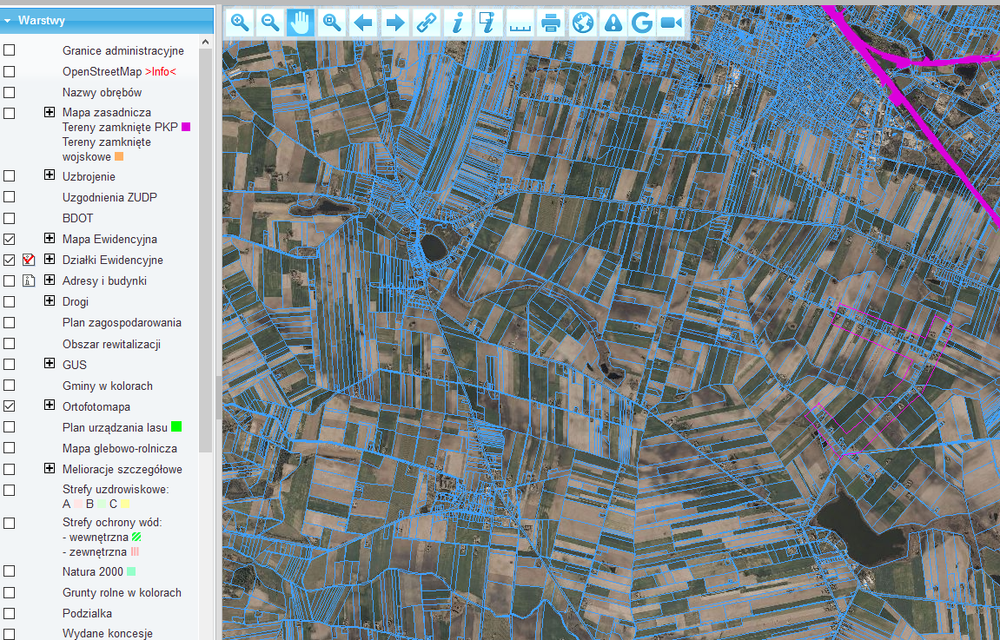 Warstwy
Granice administracyjne
OpenStreetMap >Info<
Nazwy obrębów
Mapa zasadnicza
Tereny zamknięte PKP
Tereny zamknięte
wojskowe
Uzbrojenie
Uzgodnienia ZUDP
BDOT
Mapa Ewidencyjna
Działki Ewidencyjne
Adresy i budynki
Drogi
Plan zagospodarowania
Obszar rewitalizacji
GUS
Gminy w kolorach
Ortofotomapa
Plan urządzania lasu
Mapa glebowo-rolnicza
Melioracje szczegółowe
Strefy uzdrowiskowe:
A B C
Strefy ochrony wód:
- wewnętrzna
- zewnętrzna
Natura 2000
Grunty rolne w kolorach
Podzialka
Wydane koncesje